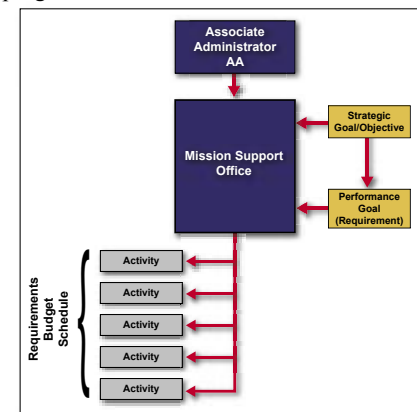 Associate
Administrator
AA
Strategic
Goal/Objective
Mission Support
Office
Performance
Goal
(Requirement)
Requirements
Budget
Schedule
Activity
Activity
Activity
Activity
Activity